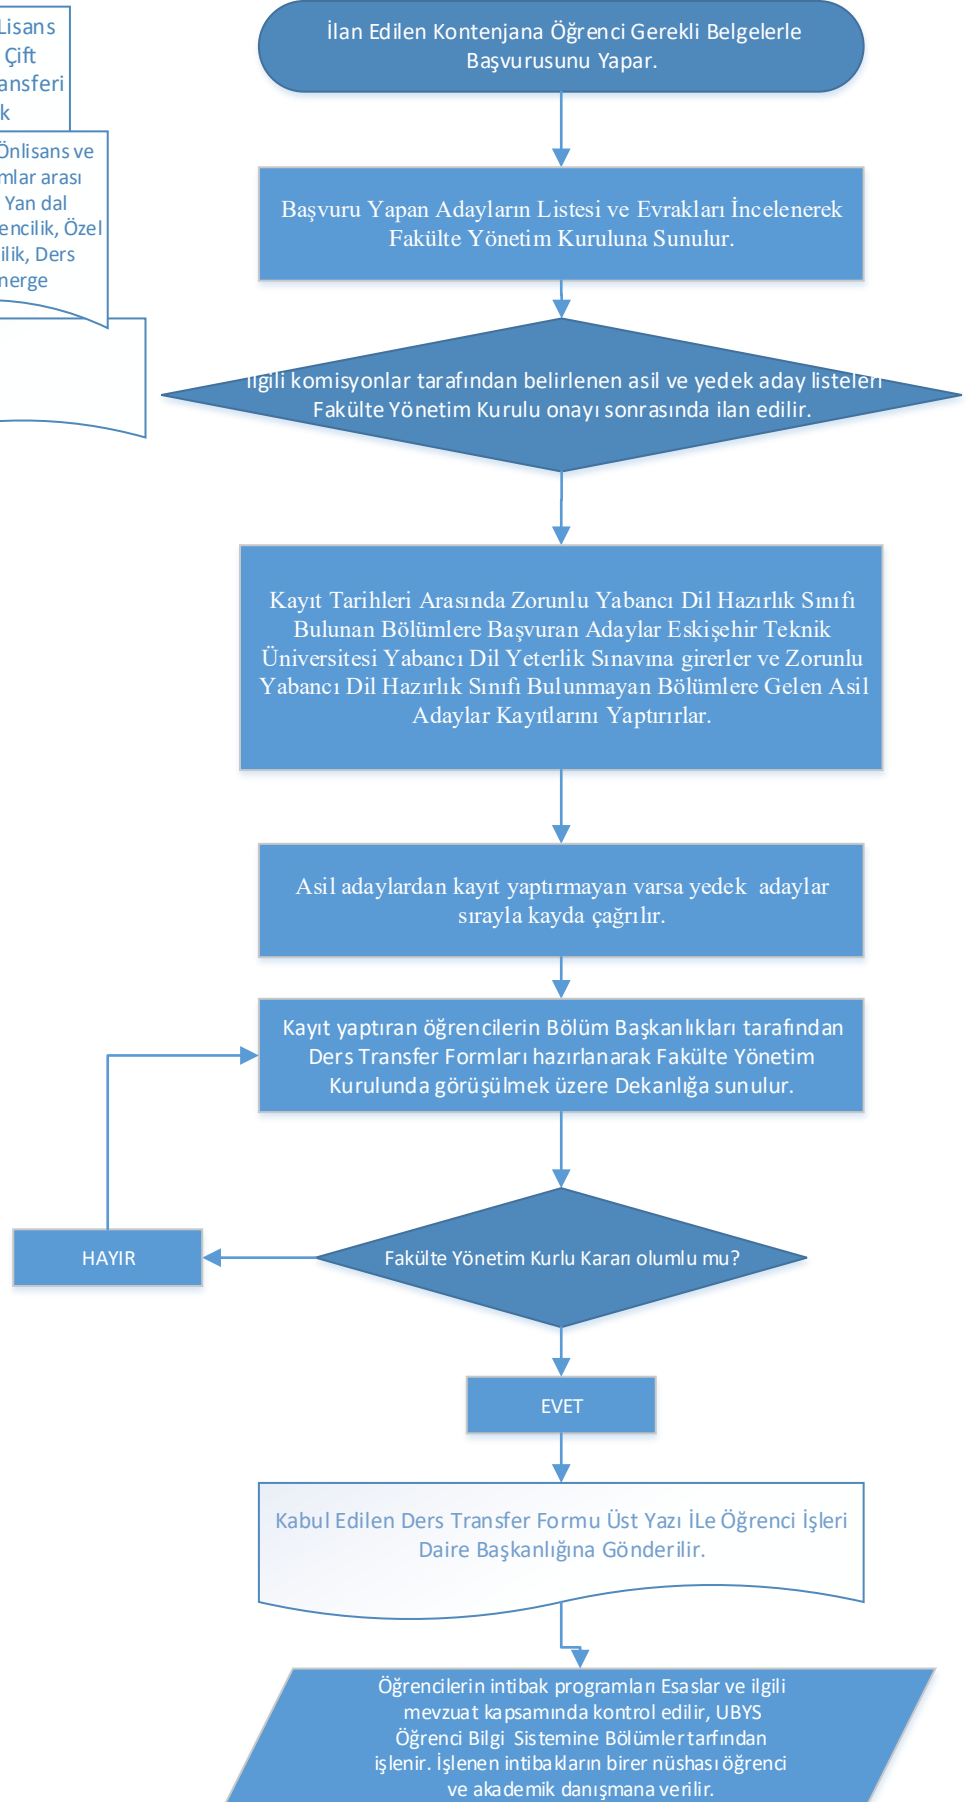 Lisans
Çift
ansferi
k
Önlisans ve
mlar arası
Yan dal
encilik, Özel
ilik, Ders
nerge
İlan Edilen Kontenjana Öğrenci Gerekli Belgelerle
Başvurusunu Yapar.
Başvuru Yapan Adayların Listesi ve Evrakları İncelenerek
Fakülte Yönetim Kuruluna Sunulur.
İlgili komisyonlar tarafından belirlenen asil ve yedek aday listeleri
Fakülte Yönetim Kurulu onayı sonrasında ilan edilir.
Kayıt Tarihleri Arasında Zorunlu Yabancı Dil Hazırlık Sınıfı
Bulunan Bölümlere Başvuran Adaylar Eskişehir Teknik
Üniversitesi Yabancı Dil Yeterlik Sınavına girerler ve Zorunlu
Yabancı Dil Hazırlık Sınıfı Bulunmayan Bölümlere Gelen Asil
Adaylar Kayıtlarını Yaptırırlar.
Asil adaylardan kayıt yaptırmayan varsa yedek adaylar
sırayla kayda çağrılır.
Kayıt yaptıran öğrencilerin Bölüm Başkanlıkları tarafından
Ders Transfer Formları hazırlanarak Fakülte Yönetim
Kurulunda görüşülmek üzere Dekanlığa sunulur.
HAYIR
Fakülte Yönetim Kurlu Kararı olumlu mu?
EVET
Kabul Edilen Ders Transfer Formu Üst Yazı İLe Öğrenci İşleri
Daire Başkanlığına Gönderilir.
Öğrencilerin intibak programları Esaslar ve ilgili
mevzuat kapsamında kontrol edilir, UBYS
Öğrenci Bilgi Sistemine Bölümler tarfından
işlenir. İşlenen intibakların birer nüshası öğrenci
ve akademik danışmana verilir.